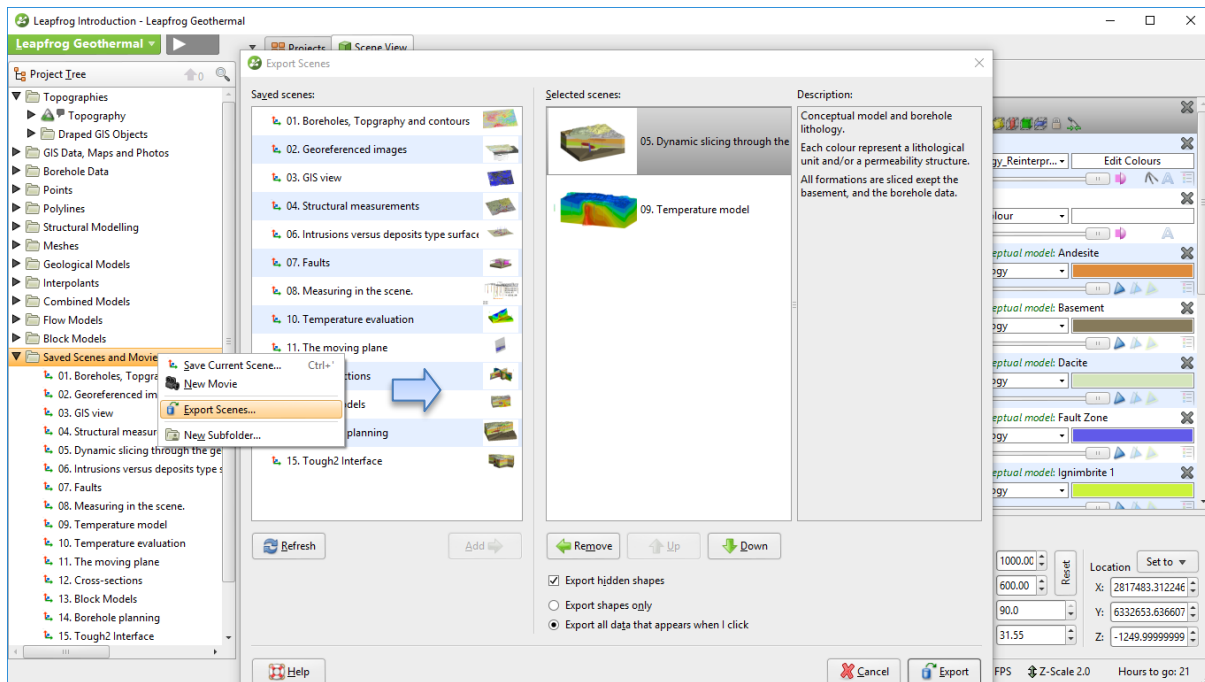 Leapfrog Introduction - Leapfrog Geothermal
Leapfrog Geothermal
Projects
Scene View
Project Tree
0
Topographies
Topography
Draped GIS Objects
GIS Data, Maps and Photos
Borehole Data
Points
Polylines
Structural Modelling
Meshes
Geological Models
Interpolants
Combined Models
Flow Models
Block Models
Saved Scenes and Movie
01. Boreholes, Topogra
02. Georeferenced im
03. GIS view
04. Structural measur
05. Dynamic slicing through the ge
06. Intrusions versus deposits type s
07. Faults
08. Measuring in the scene.
09. Temperature model
10. Temperature evaluation
11. The moving plane
12. Cross-sections
13. Block Models
14. Borehole planning
15. Tough2 Interface
Save Current Scene... Ctrl+'
New Movie
Export Scenes...
New Subfolder...
Export Scenes
Saved scenes:
01. Boreholes, Topography and contours
02. Georeferenced images
03. GIS view
04. Structural measurements
06. Intrusions versus deposits type surface
07. Faults
08. Measuring in the scene.
10. Temperature evaluation
11. The moving plane
ctions
dels
planning
15. Tough2 Interface
Refresh
Add
Selected scenes:
05. Dynamic slicing through the
09. Temperature model
Remove
Up
Down
Export hidden shapes
Export shapes only
Export all data that appears when I click
Description:
Conceptual model and borehole
lithology.
Each colour represent a lithological
unit and/or a permeability structure.
All formations are sliced exept the
basement, and the borehole data.
Help
Cancel
Export
gy_Reinterpr...
Edit Colours
lour
eptual model: Andesite
ogy
eptual model: Basement
ogy
eptual model: Dacite
ogy
eptual model: Fault Zone
ogy
eptual model: Ignimbrite 1
ogy
1000.00
600.00
90.0
31.55
Reset
Location
Set to
X: 2817483.312246
Y: 6332653.636607
Z: -1249.99999999
FPS
Z-Scale 2.0
Hours to go: 21